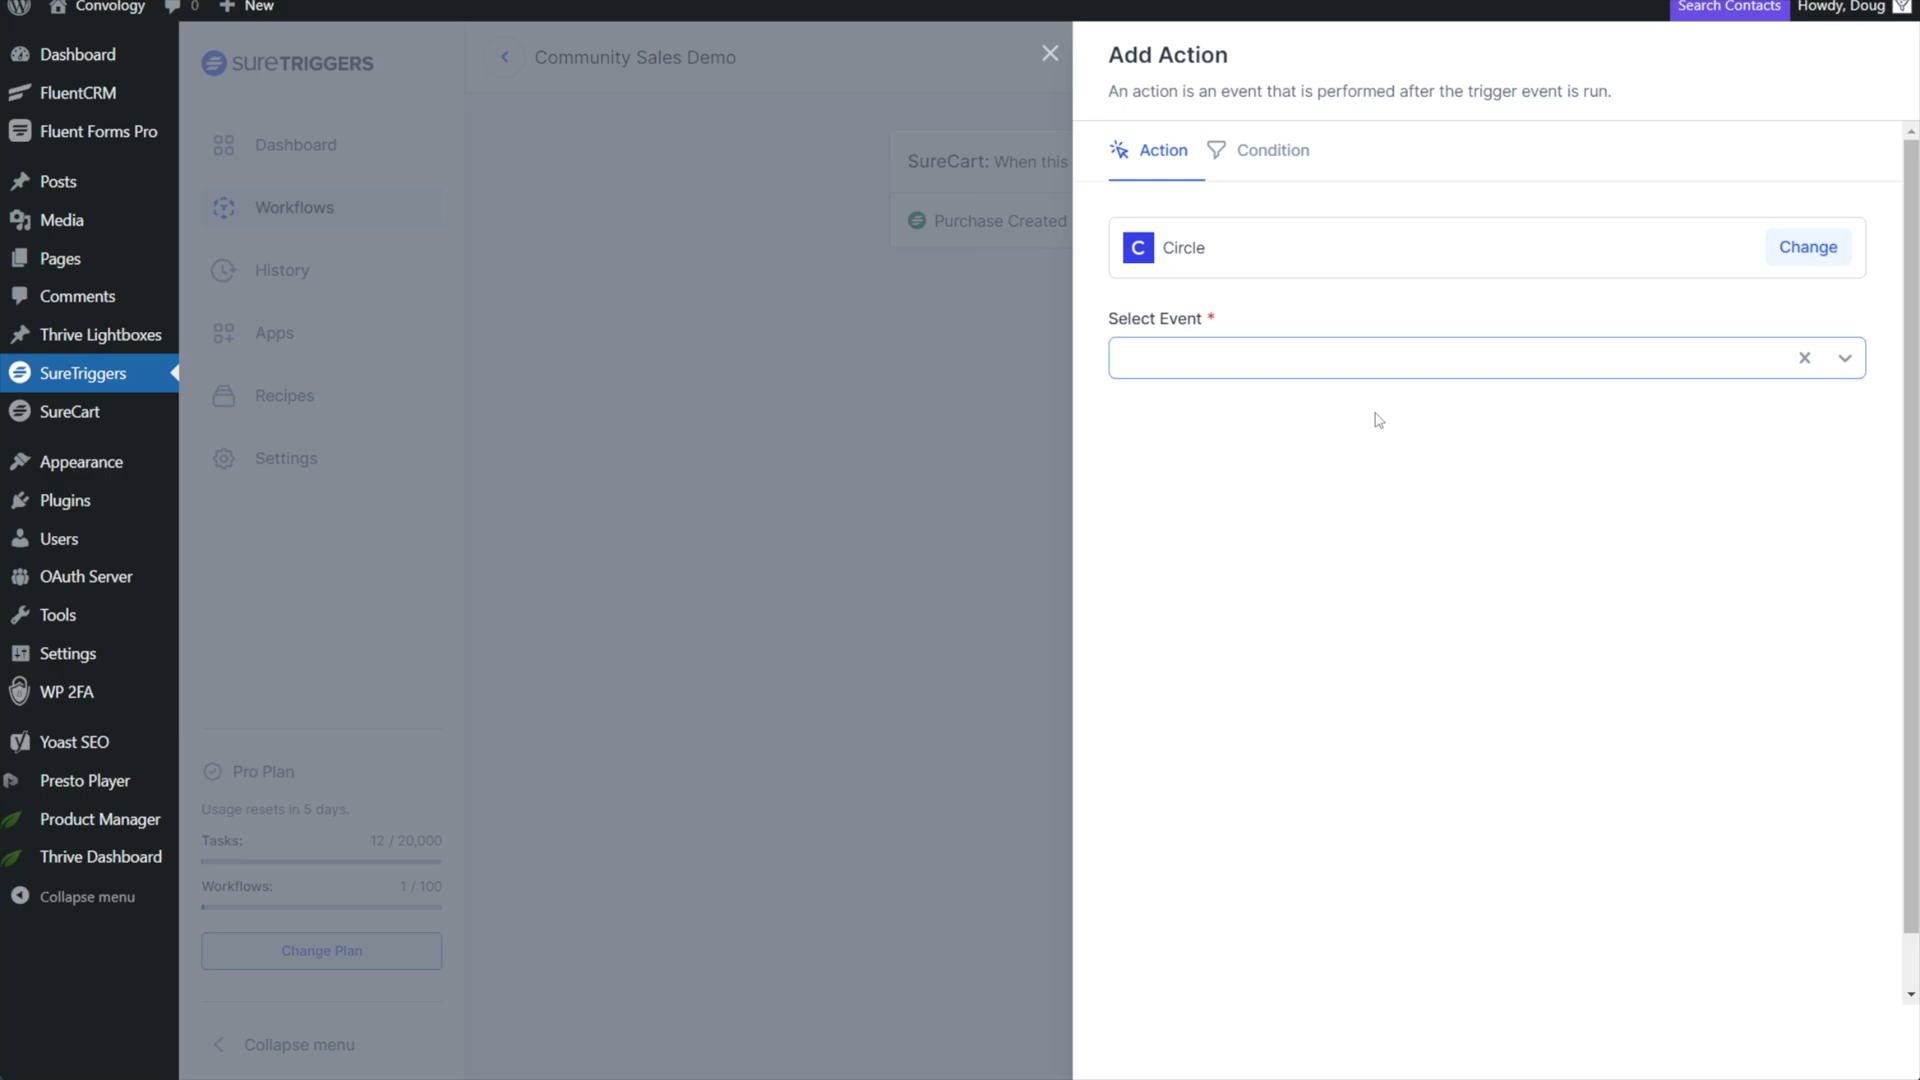 Convology
0
New
Search Contacts
Howdy, Doug
Dashboard
FluentCRM
Fluent Forms Pro
Posts
Media
Pages
Comments
Thrive Lightboxes
SureTriggers
SureCart
Appearance
Plugins
Users
OAuth Server
Tools
Settings
WP 2FA
Yoast SEO
Presto Player
Product Manager
Thrive Dashboard
Collapse menu
SURETRIGGERS
Dashboard
Workflows
History
Apps
Recipes
Settings
Pro Plan
Usage resets in 5 days.
Tasks: 12 / 20,000
Workflows: 1 / 100
Change Plan
Collapse menu
Community Sales Demo
SureCart: When this
Purchase Created
Add Action
An action is an event that is performed after the trigger event is run.
Action
Condition
C Circle
Change
Select Event *